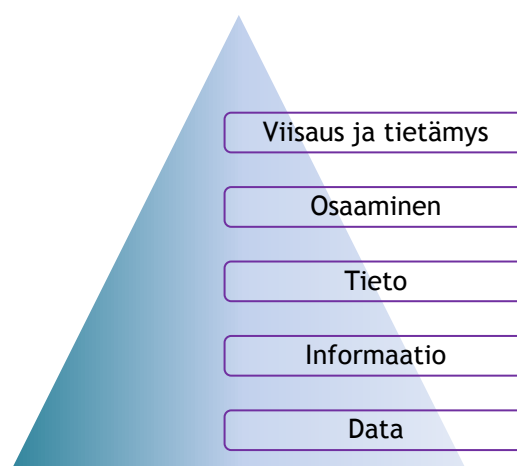 Viisaus ja tietämys
Osaaminen
Tieto
Informaatio
Data